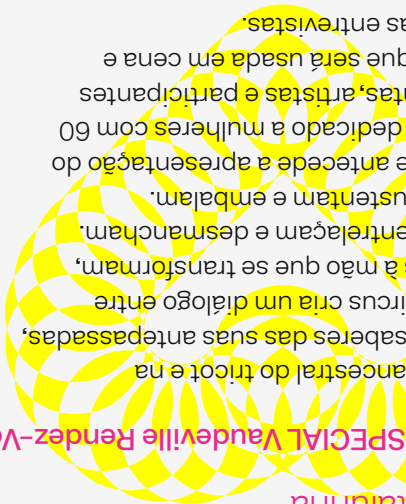 SPECIAL Vaudeville Rendez-V
ancestral do tricot e na
saberes das suas antepassadas,
ircus cria um diálogo entre
s a mão que se transformam,
entrelaçam e desmancham.
ustentam e embalam.
e antecede a apresentação do
dedicado a mulheres com 60
tas, artistas e participantes
que será usada em cena e
as entrevistas.